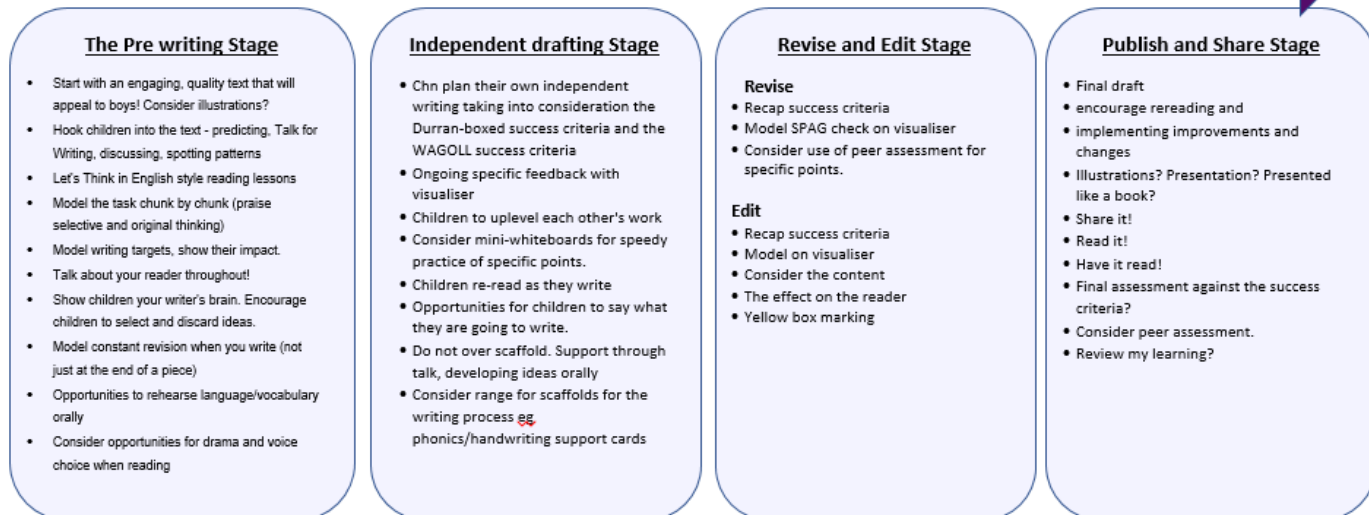 The Pre writing Stage
• Start with an engaging, quality text that will
appeal to boys! Consider illustrations?
• Hook children into the text - predicting, Talk for
Writing, discussing, spotting patterns
• Let's Think in English style reading lessons
• Model the task chunk by chunk (praise
selective and original thinking)
• Model writing targets, show their impact.
• Talk about your reader throughout!
• Show children your writer's brain. Encourage
children to select and discard ideas.
• Model constant revision when you write (not
just at the end of a piece)
• Opportunities to rehearse language/vocabulary
orally
• Consider opportunities for drama and voice
choice when reading
Independent drafting Stage
• Chn plan their own independent
writing taking into consideration the
Durran-boxed success criteria and the
WAGOLL success criteria
• Ongoing specific feedback with
visualiser
• Children to uplevel each other's work
• Consider mini-whiteboards for speedy
practice of specific points.
• Children re-read as they write
• Opportunities for children to say what
they are going to write.
• Do not over scaffold. Support through
talk, developing ideas orally
• Consider range for scaffolds for the
writing process eg
phonics/handwriting support cards
Revise and Edit Stage
Revise
• Recap success criteria
• Model SPAG check on visualiser
• Consider use of peer assessment for
specific points.
Edit
• Recap success criteria
• Model on visualiser
• Consider the content
• The effect on the reader
• Yellow box marking
Publish and Share Stage
• Final draft
• encourage rereading and
• implementing improvements and
changes
• Illustrations? Presentation? Presented
like a book?
• Share it!
• Read it!
• Have it read!
• Final assessment against the success
criteria?
• Consider peer assessment.
• Review my learning?